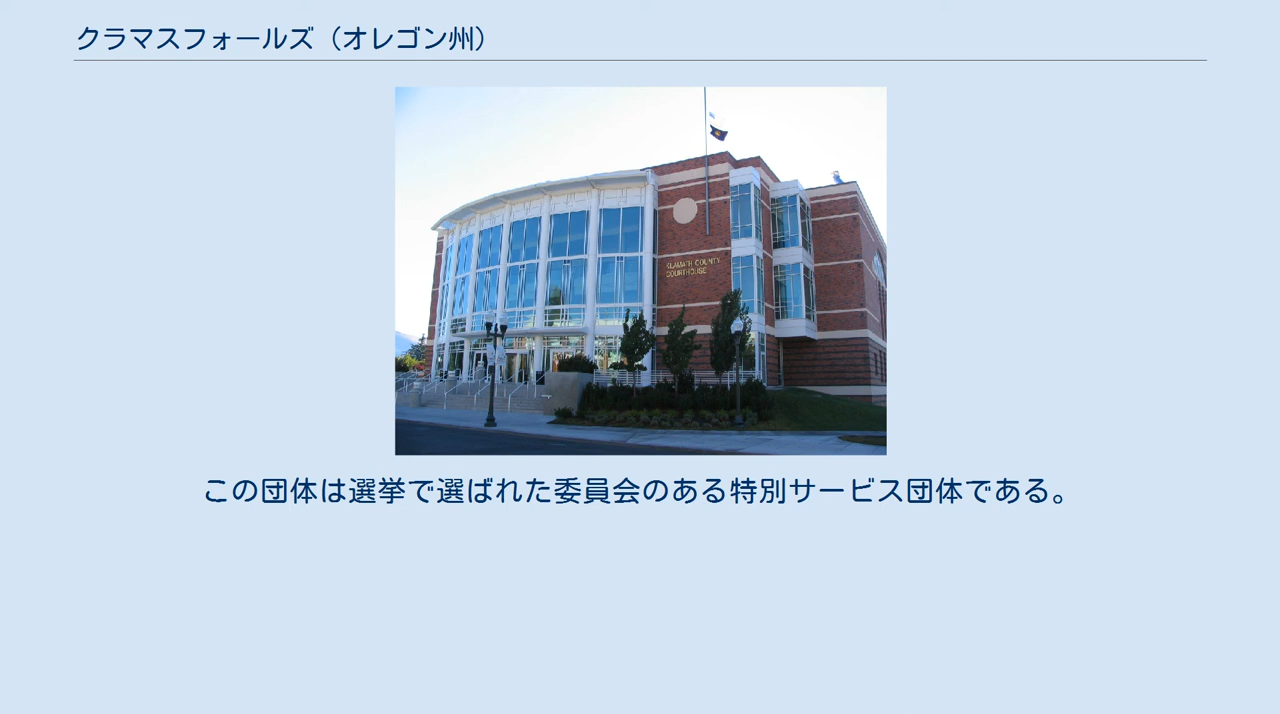 クラマスフォールズ（オレゴン州）
KLAMATH COUNTY
COURTHOUSE
この団体は選挙で選ばれた委員会のある特別サービス団体である。